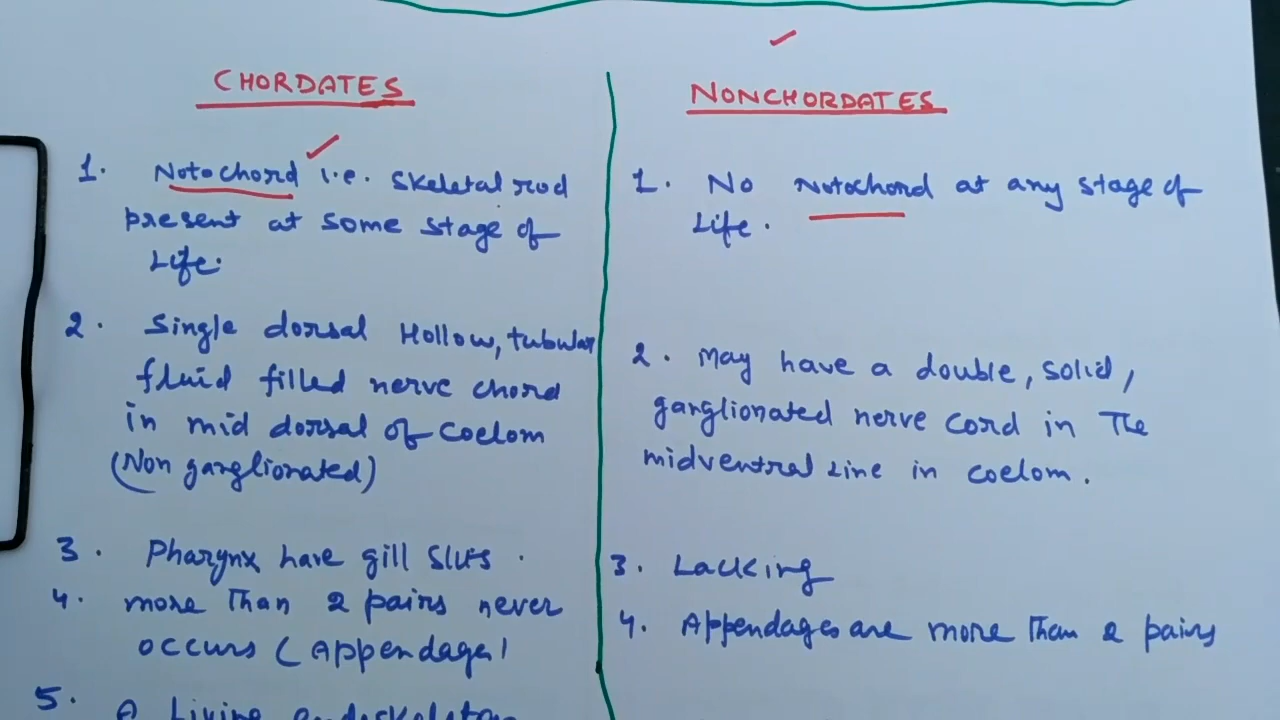 CHORDATES
1. Notochord i.e. skeletal rod
present at some stage of
Life.
2. Single dorsal Hollow, tubular
fluid filled nerve chord
in mid dorsal of coelom
(Non ganglionated)
3. Pharynx have gill slits.
4. more Than 2 pairs never
occurs (Appendages)
5. A Living endoskeleton
NONCHORDATES
1. No Notochord at any stage of
Life.
2. May have a double, solid,
ganglionated nerve cord in The
midventral Line in coelom.
3. Lacking
4. Appendages are more Than 2 pairs